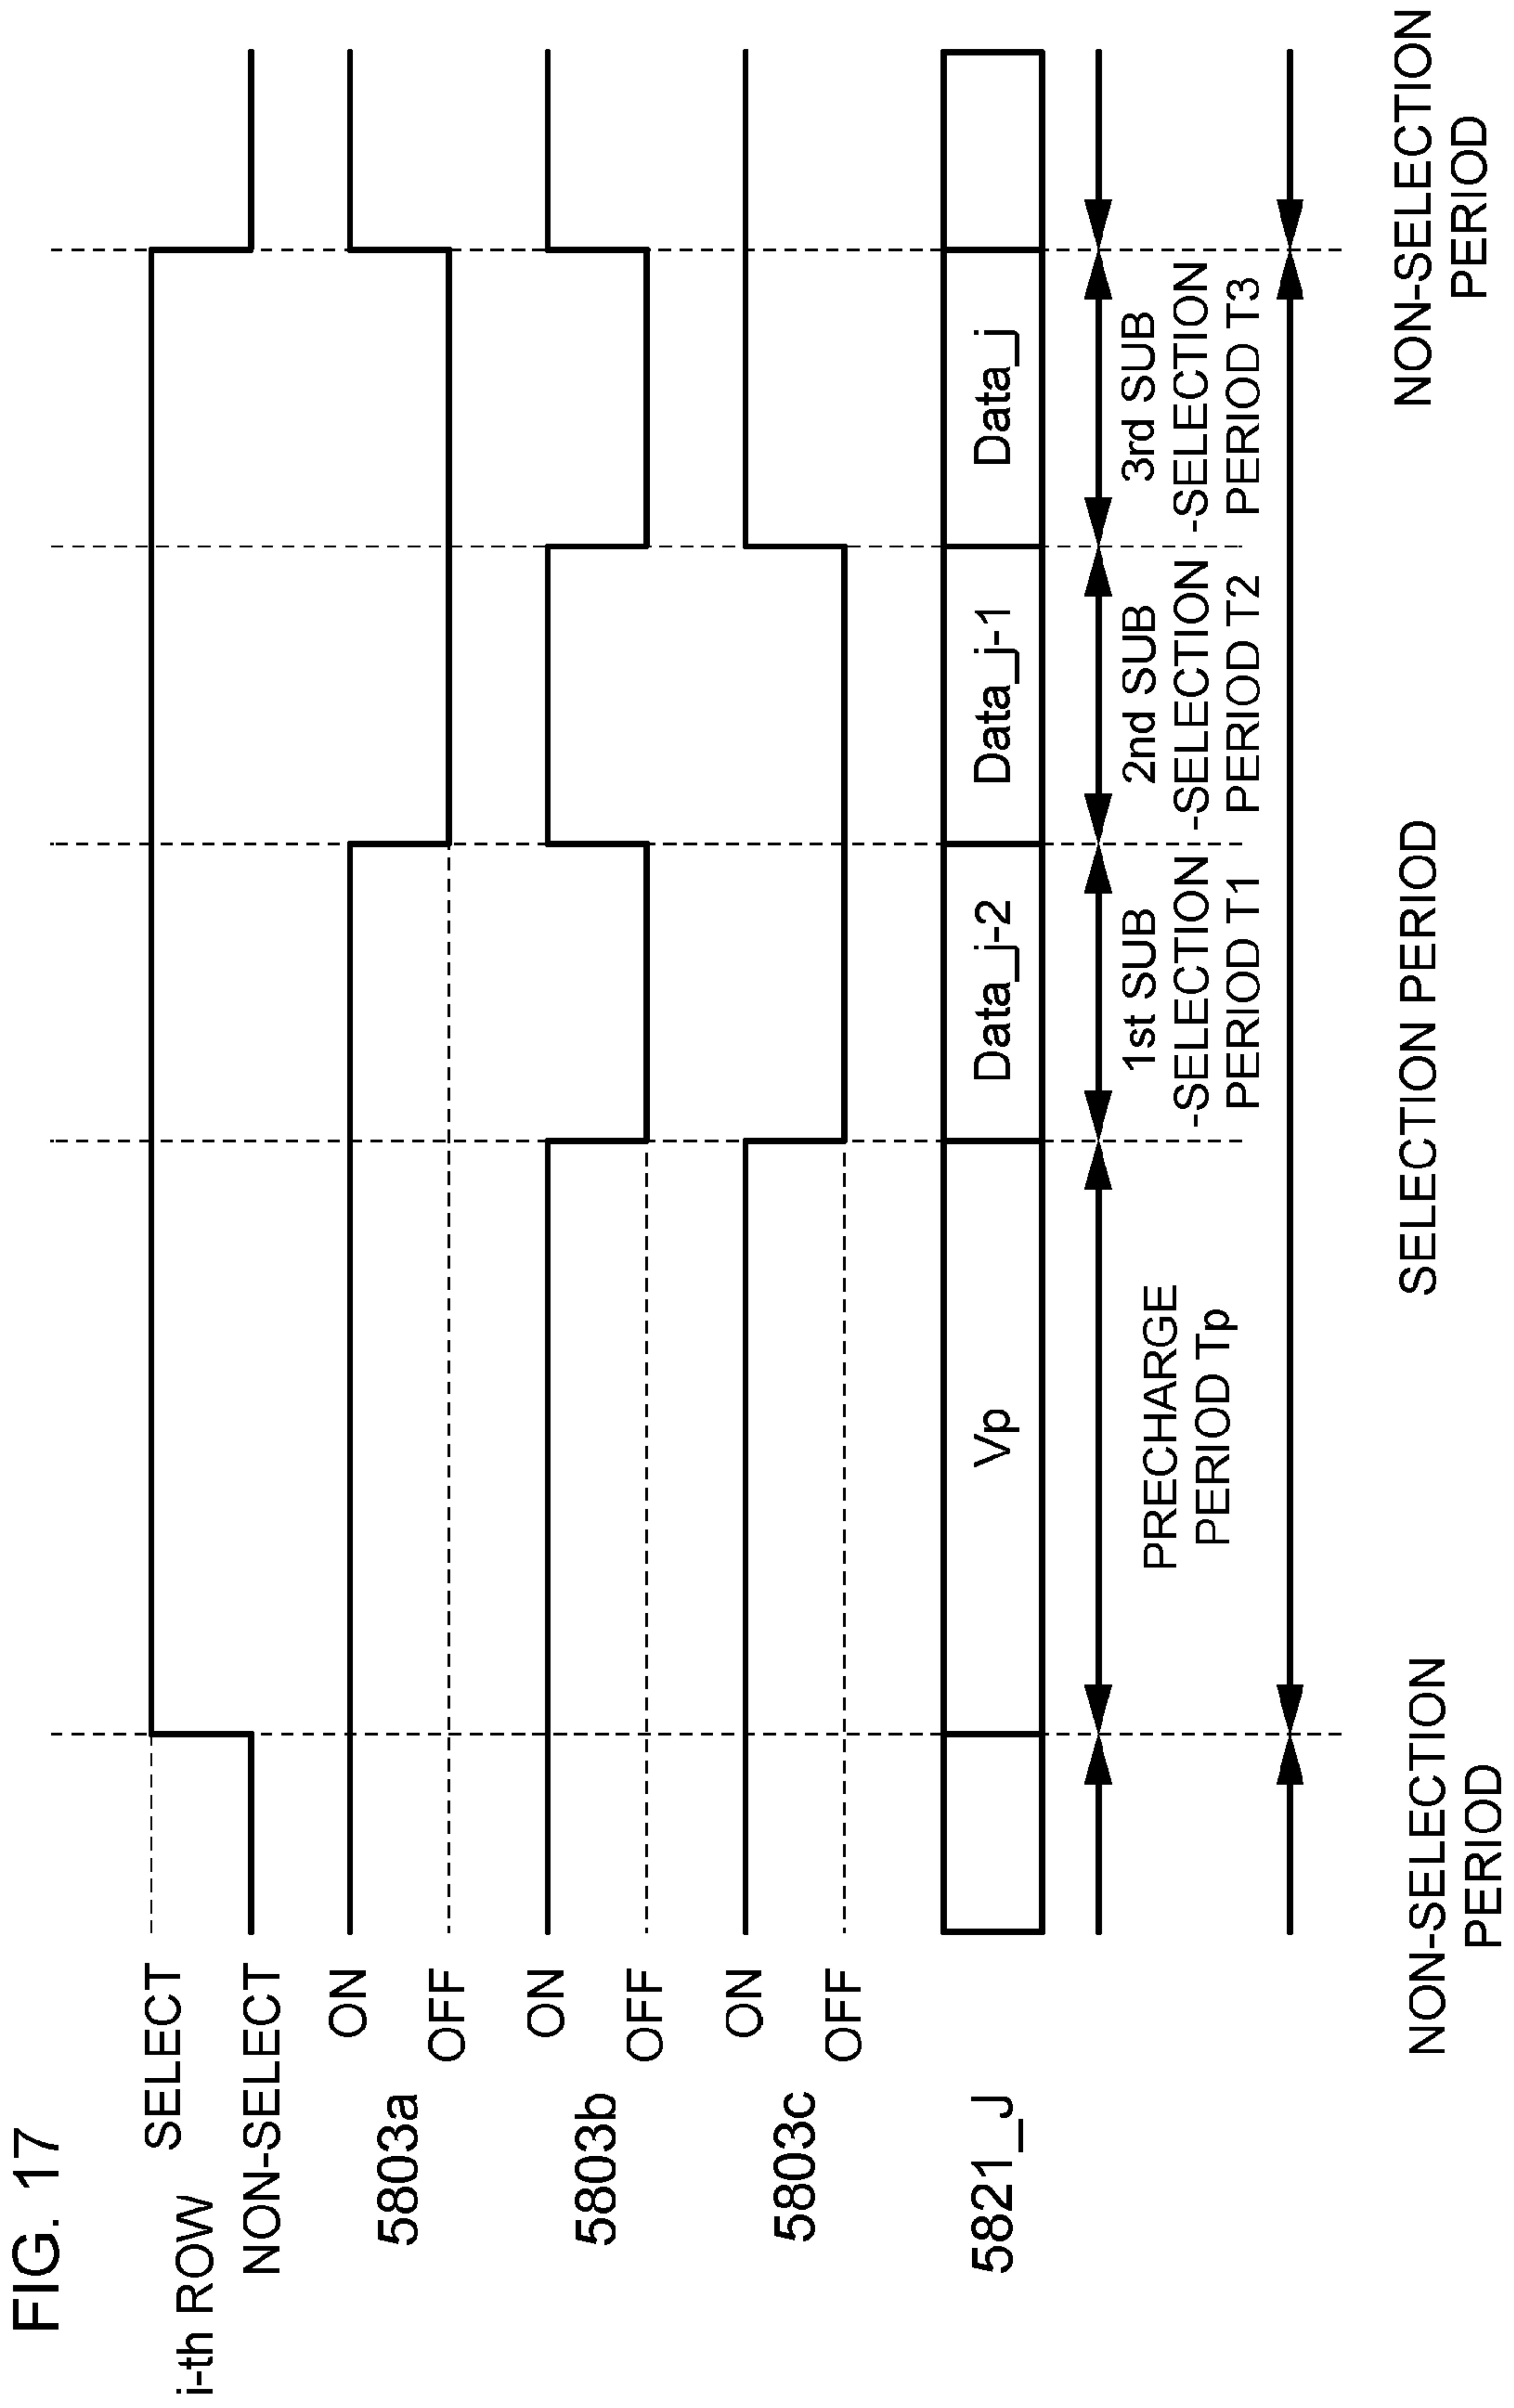 FIG. 17
i-th ROW
SELECT
NON-SELECT
5803a
ON
OFF
5803b
ON
OFF
5803c
ON
OFF
5821_J
Vp
Data_j-2
Data_j-1
Data_j
PRECHARGE
PERIOD Tp
1st SUB
-SELECTION
PERIOD T1
2nd SUB
-SELECTION
PERIOD T2
3rd SUB
-SELECTION
PERIOD T3
NON-SELECTION
PERIOD
SELECTION PERIOD
NON-SELECTION
PERIOD